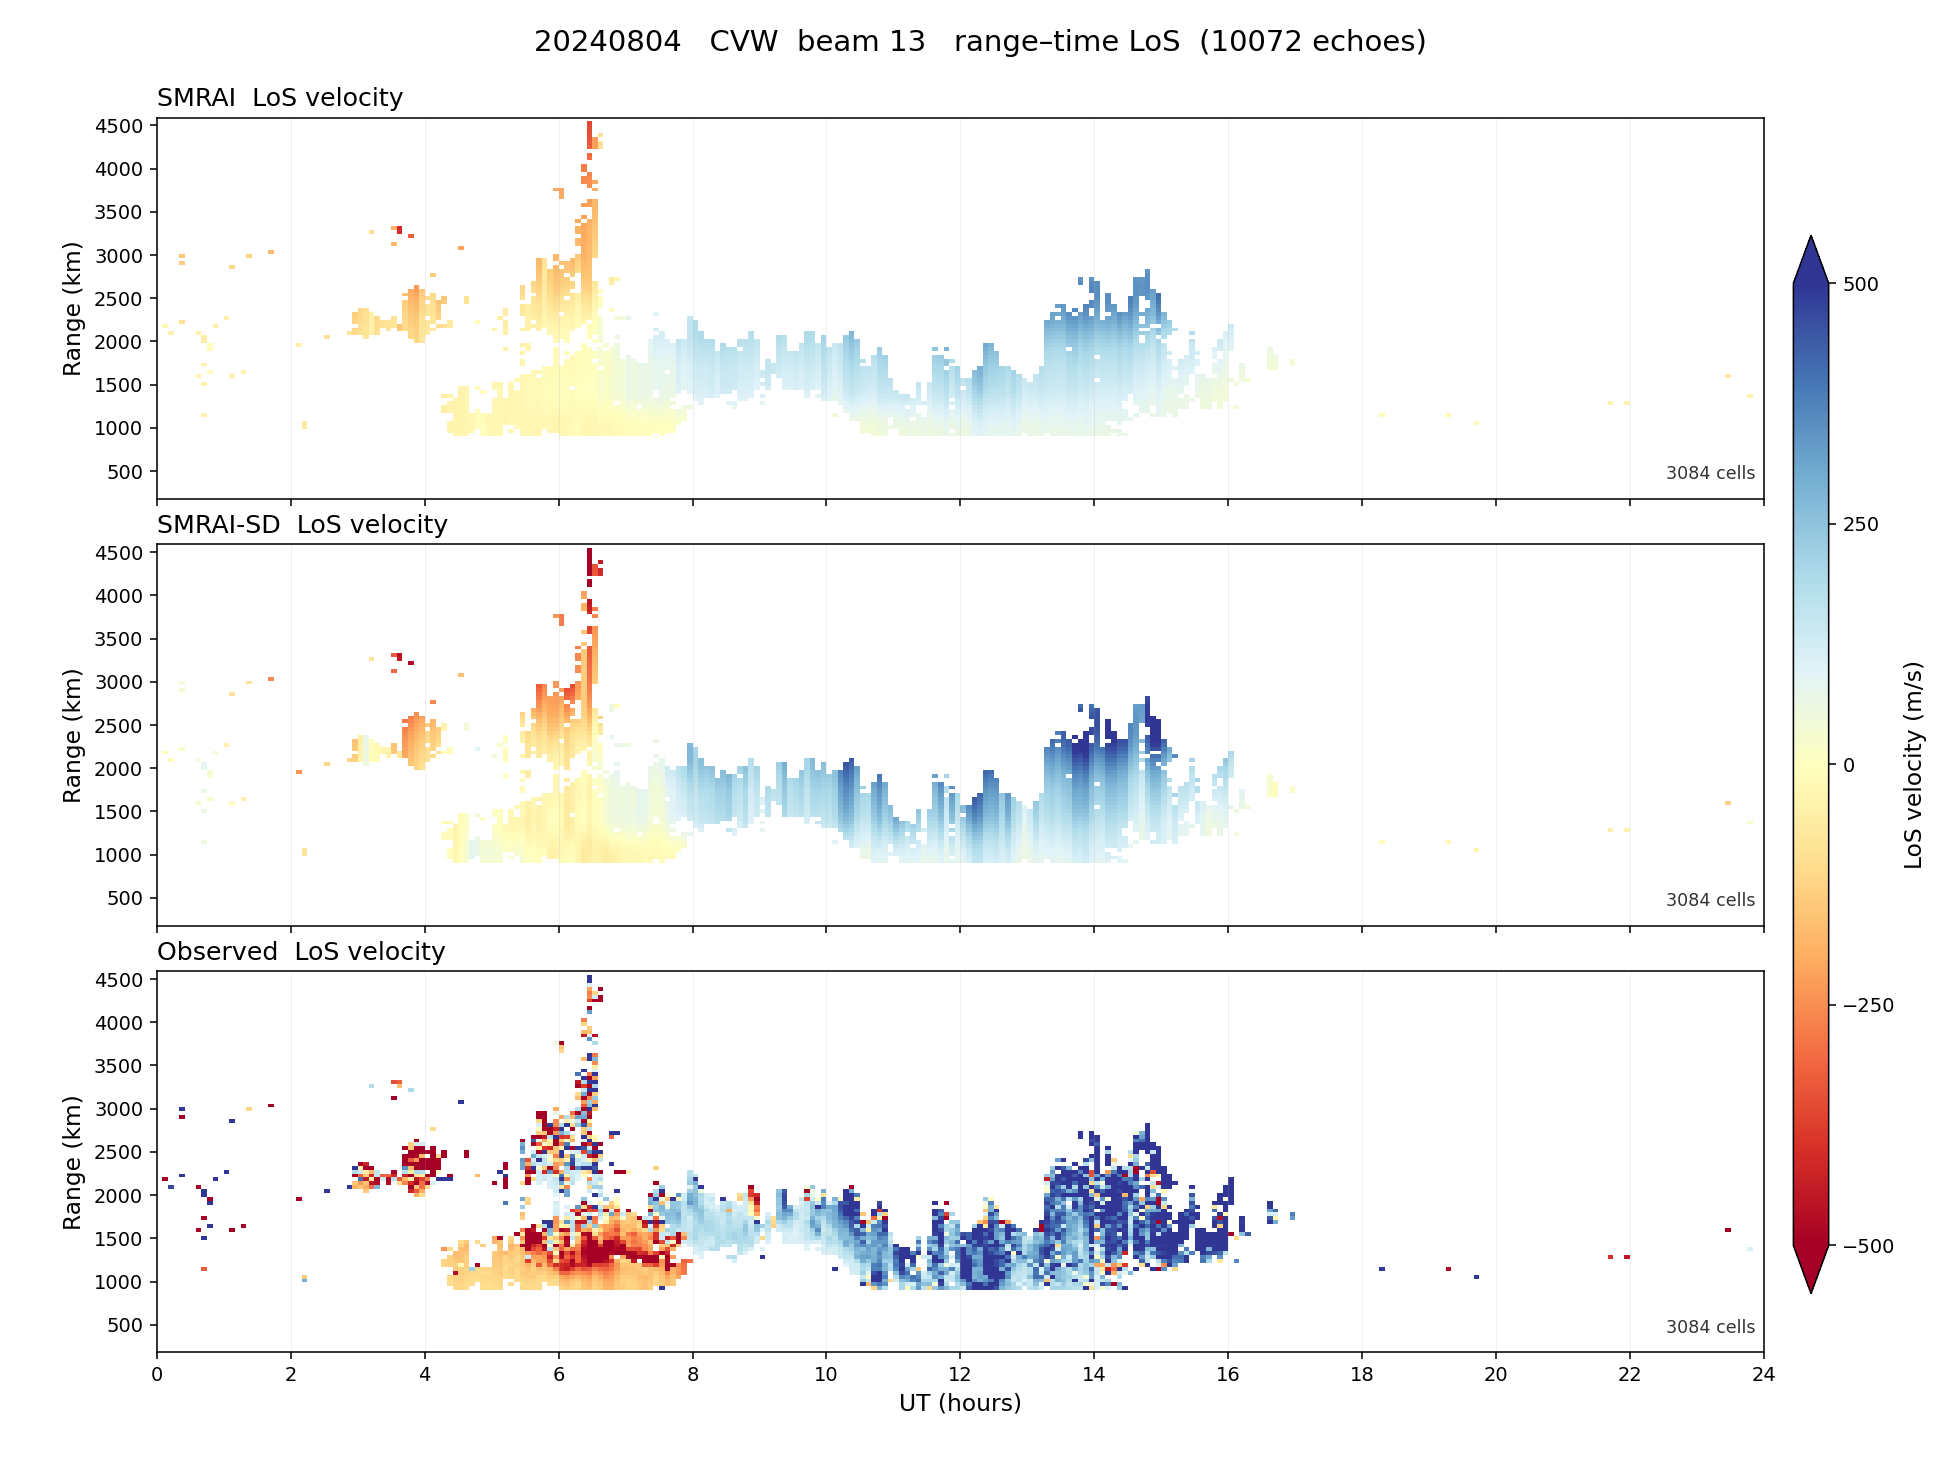 20240804   CVW  beam 13   range–time LoS  (10072 echoes)
SMRAI  LoS velocity
4500
4000
3500
3000
2500
2000
1500
1000
500
Range (km)
3084 cells
SMRAI-SD  LoS velocity
4500
4000
3500
3000
2500
2000
1500
1000
500
Range (km)
3084 cells
Observed  LoS velocity
4500
4000
3500
3000
2500
2000
1500
1000
500
Range (km)
3084 cells
0 2 4 6 8 10 12 14 16 18 20 22 24
UT (hours)
500
250
0
−250
−500
LoS velocity (m/s)